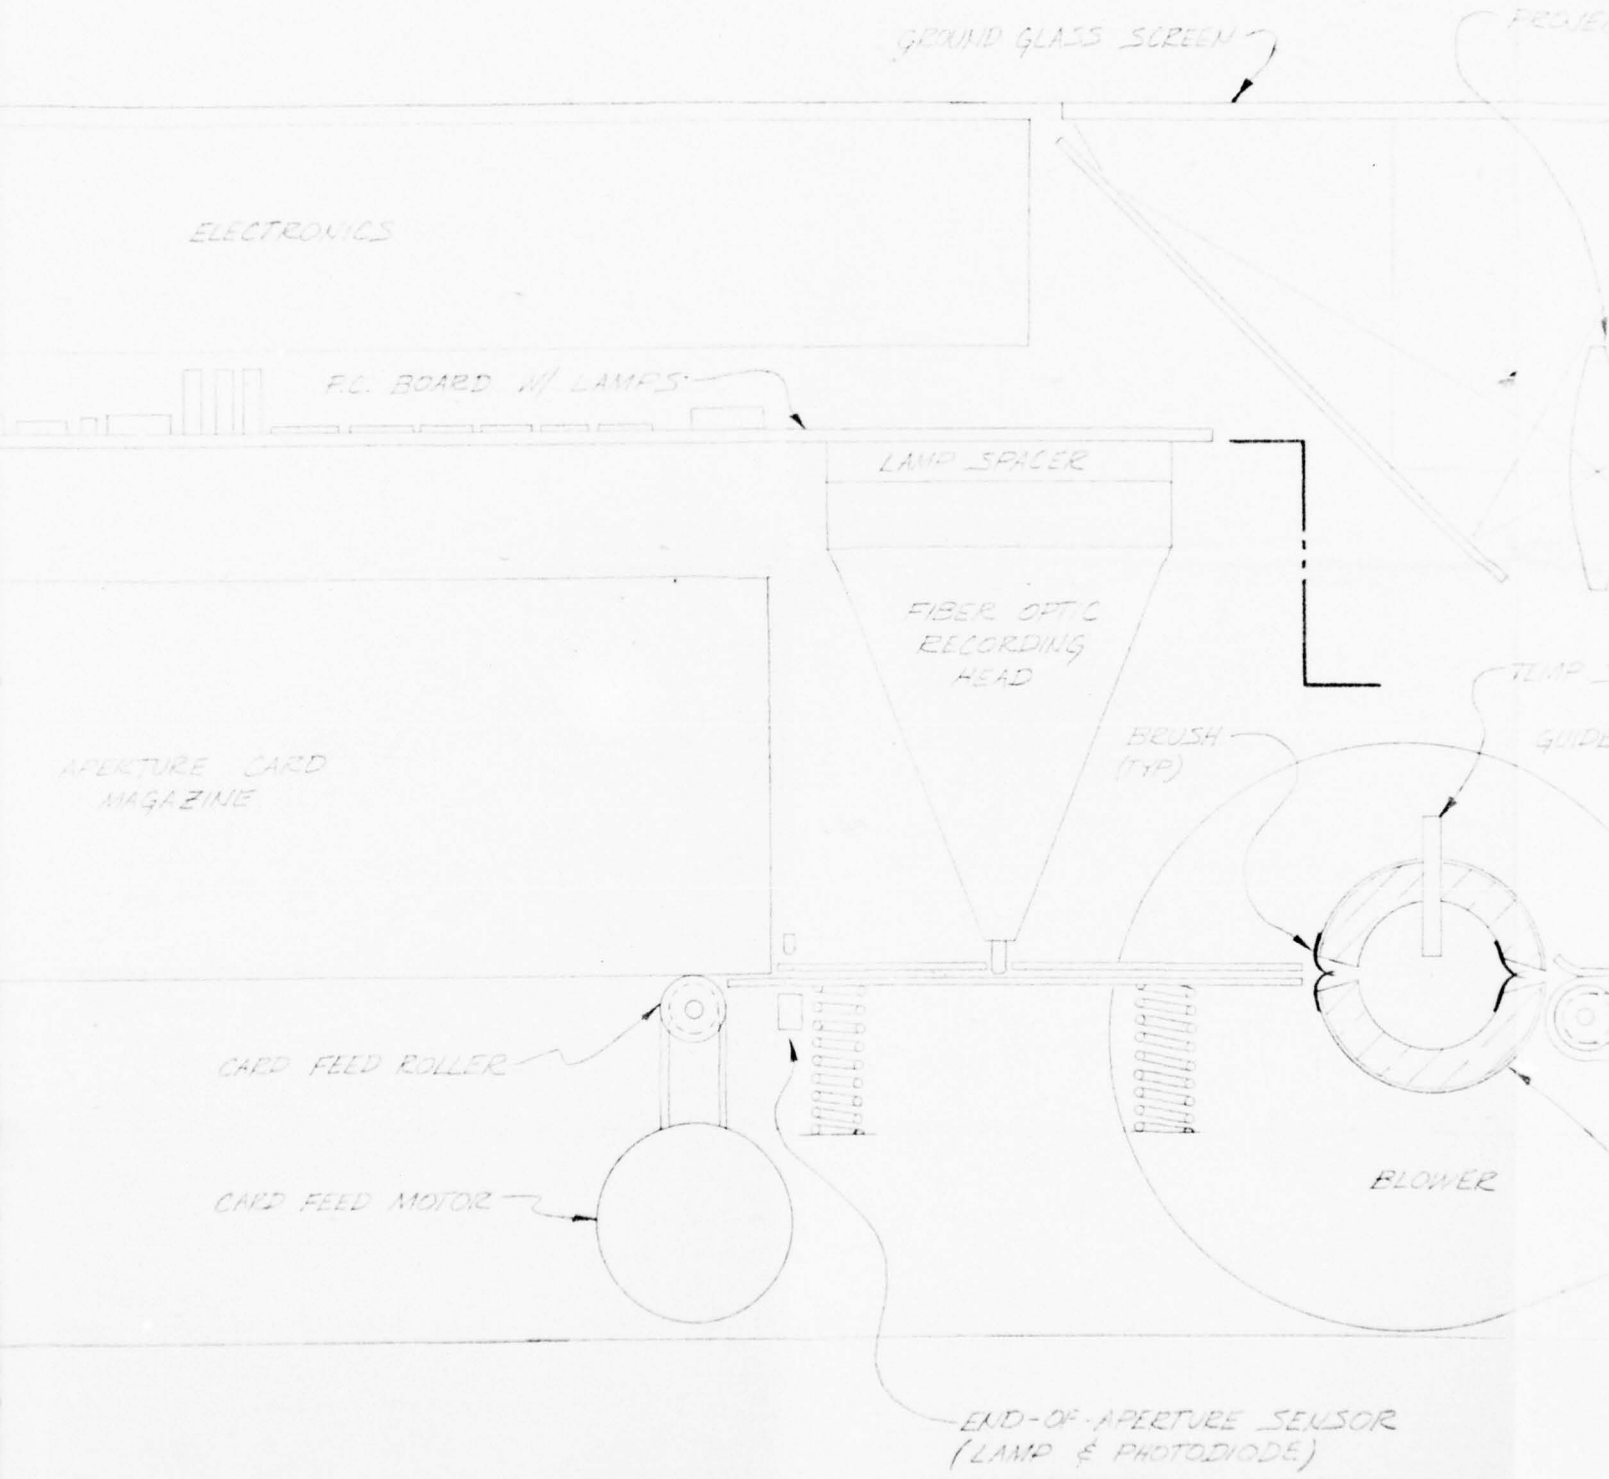 GROUND GLASS SCREEN
ELECTRONICS
P.C. BOARD W/ LAMPS
LAMP SPACER
FIBER OPTIC
RECORDING
HEAD
TEMP
BRUSH
(TYP)
APERTURE CARD
MAGAZINE
CARD FEED ROLLER
BLOWER
CARD FEED MOTOR
END-OF-APERTURE SENSOR
(LAMP & PHOTODIODE)